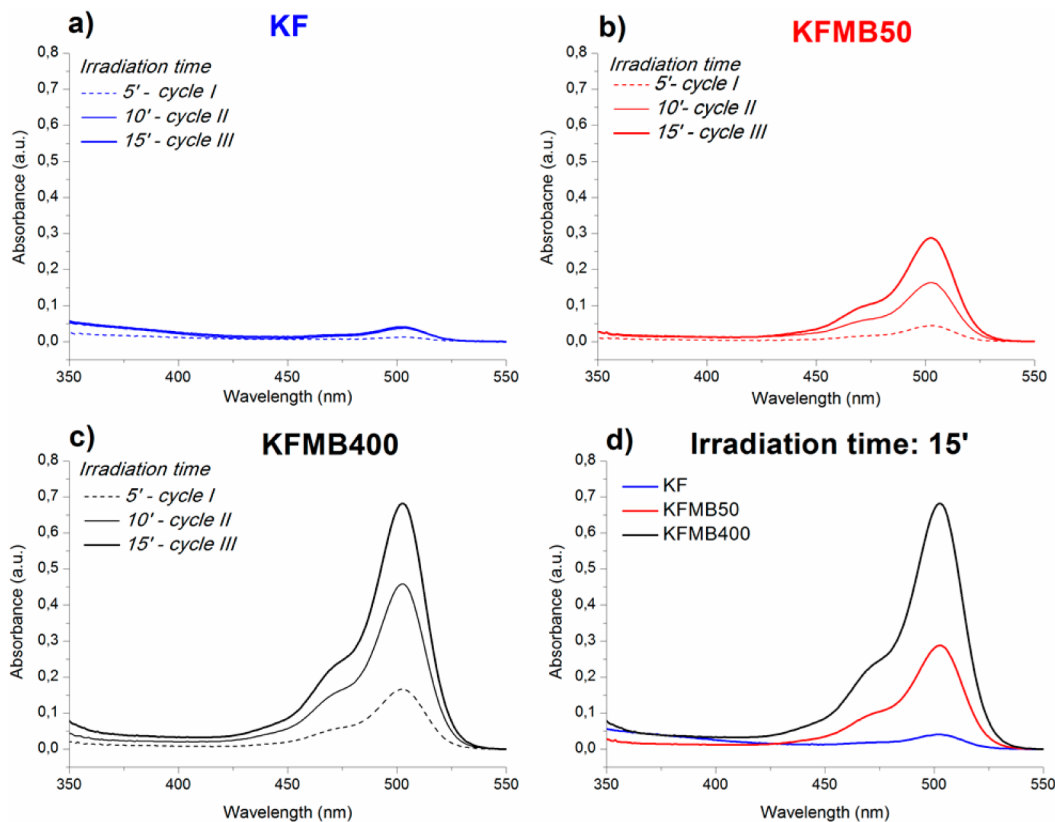 a)
KF
Irradiation time
5' - cycle I
10' - cycle II
15' - cycle III
0,8
0,7
0,6
0,5
0,4
0,3
0,2
0,1
0,0
Absorbance (a.u.)
350
400
450
500
550
Wavelength (nm)
b)
KFMB50
Irradiation time
5'- cycle I
10'- cycle II
15' - cycle III
0,8
0,7
0,6
0,5
0,4
0,3
0,2
0,1
0,0
Absrobacne (a.u.)
350
400
450
500
550
Wavelength (nm)
c)
KFMB400
Irradiation time
5' - cycle I
10' - cycle II
15' - cycle III
0,8
0,7
0,6
0,5
0,4
0,3
0,2
0,1
0,0
Absorbance (a.u.)
350
400
450
500
550
Wavelength (nm)
d)
Irradiation time: 15'
KF
KFMB50
KFMB400
0,8
0,7
0,6
0,5
0,4
0,3
0,2
0,1
0,0
Absorbance (a.u.)
350
400
450
500
550
Wavelength (nm)